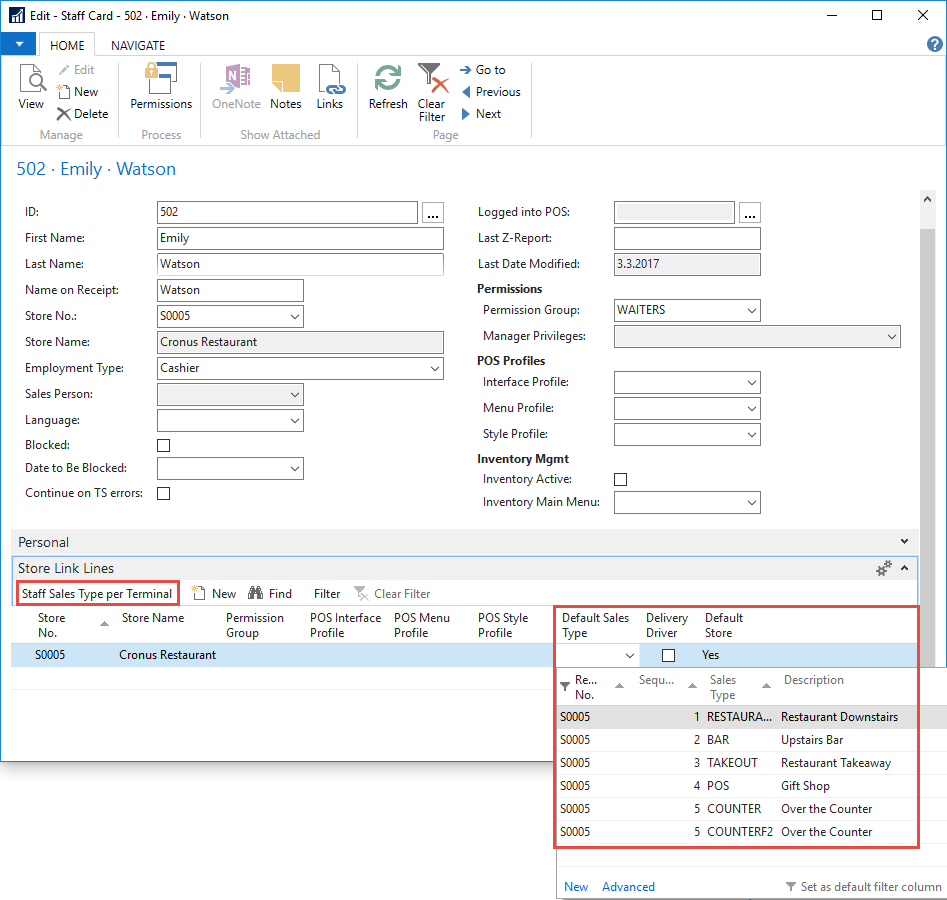 Edit - Staff Card - 502 · Emily · Watson
HOME NAVIGATE
View
Edit
New
Delete
Manage
Permissions
Process
OneNote Notes Links
Show Attached
Refresh
Clear
Filter
Go to
Previous
Next
Page
502 · Emily · Watson
ID: 502 ...
First Name: Emily
Last Name: Watson
Name on Receipt: Watson
Store No.: S0005
Store Name: Cronus Restaurant
Employment Type: Cashier
Sales Person:
Language:
Blocked:
Date to Be Blocked:
Continue on TS errors:
Logged into POS: ...
Last Z-Report:
Last Date Modified: 3.3.2017
Permissions
Permission Group: WAITERS
Manager Privileges:
POS Profiles
Interface Profile:
Menu Profile:
Style Profile:
Inventory Mgmt
Inventory Active:
Inventory Main Menu:
Personal
Store Link Lines
Staff Sales Type per Terminal New Find Filter Clear Filter
Store No. Store Name Permission Group POS Interface Profile POS Menu Profile POS Style Profile Default Sales Type Delivery Driver Default Store
S0005 Cronus Restaurant Yes
Re... No. Sequ... Sales Type Description
S0005 1 RESTAURA... Restaurant Downstairs
S0005 2 BAR Upstairs Bar
S0005 3 TAKEOUT Restaurant Takeaway
S0005 4 POS Gift Shop
S0005 5 COUNTER Over the Counter
S0005 5 COUNTERF2 Over the Counter
New Advanced Set as default filter column